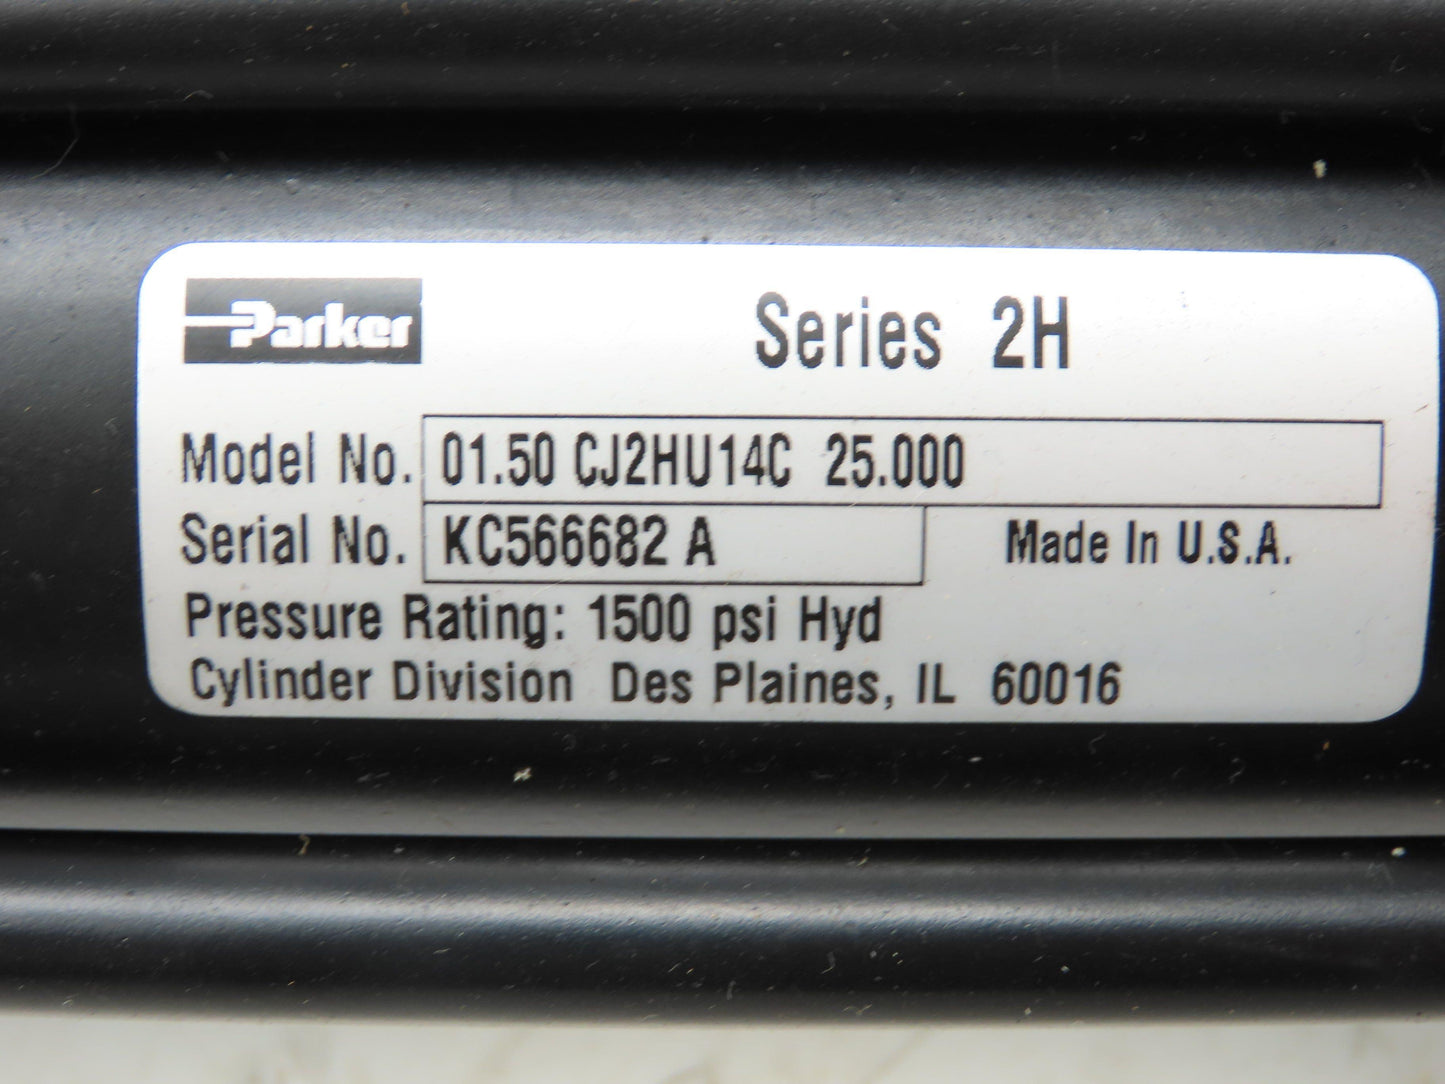 Parker
Series 2H
Model No. 01.50 CJ2HU14C 25.000
Serial No. KC566682 A Made In U.S.A.
Pressure Rating: 1500 psi Hyd
Cylinder Division Des Plaines, IL 60016